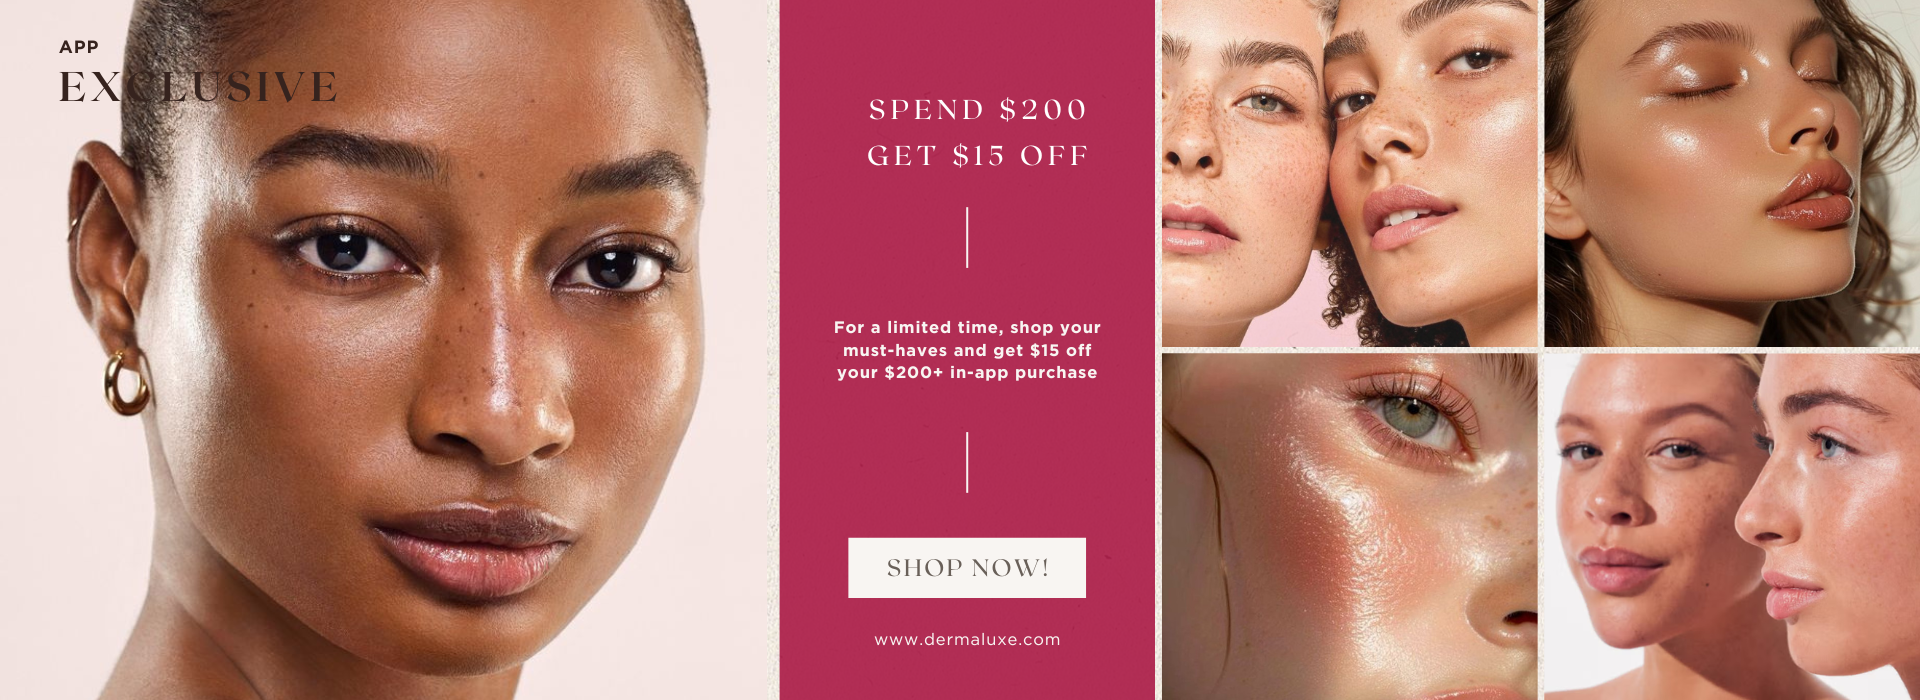 APP
EXCLUSIVE
SPEND $200
GET $15 OFF
For a limited time, shop your
must-haves and get $15 off
your $200+ in-app purchase
SHOP NOW!
www.dermaluxe.com